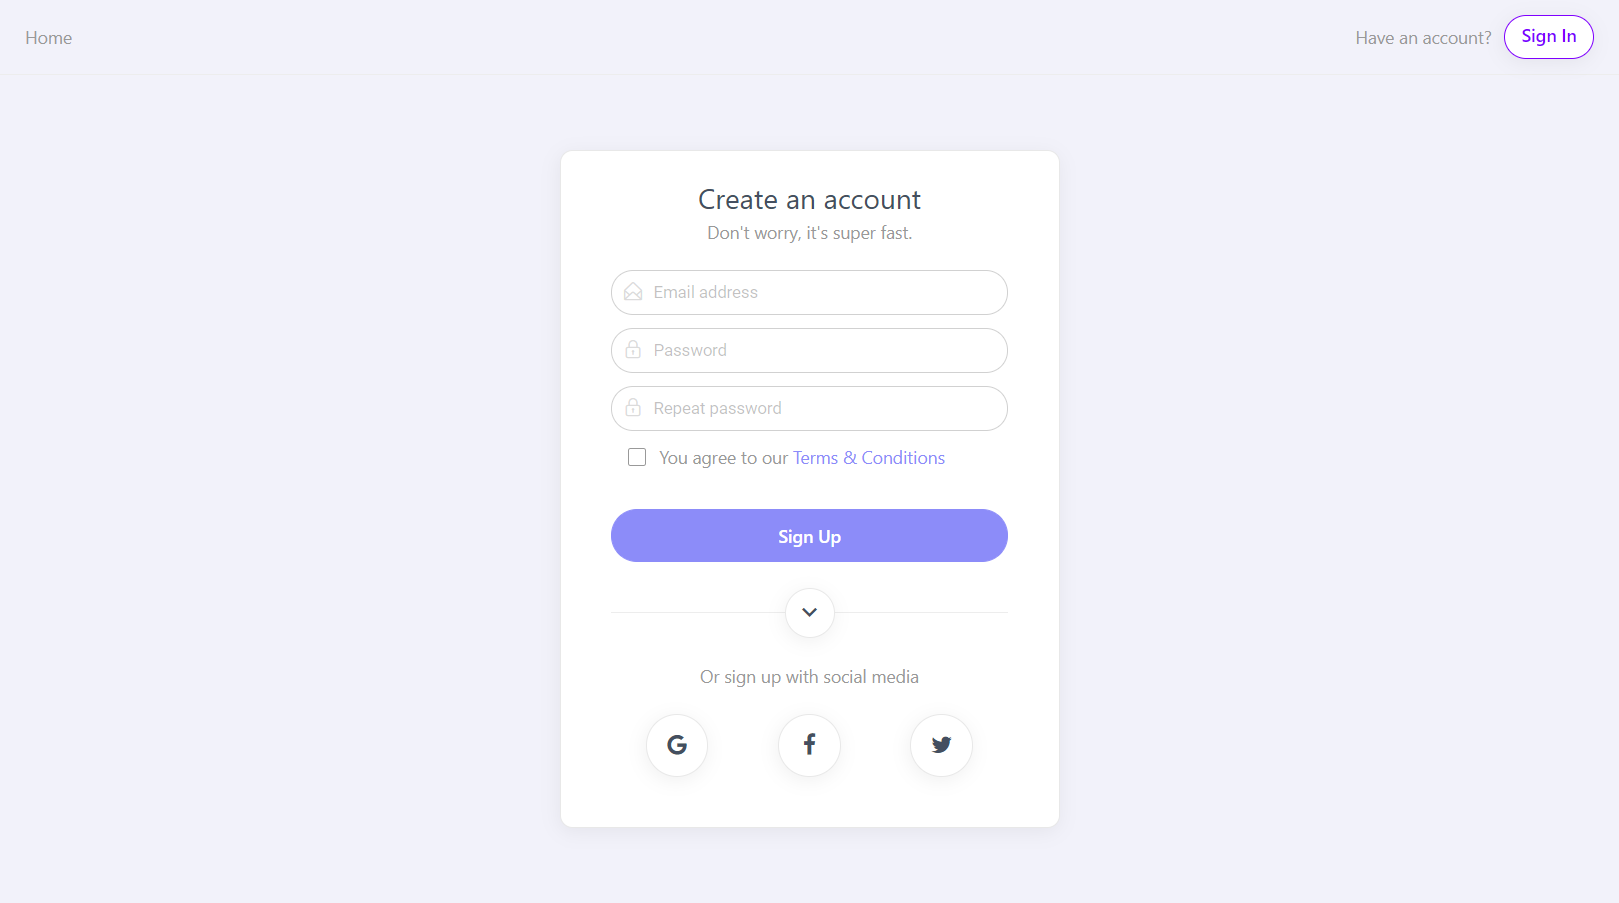 Home
Have an account? Sign In
Create an account
Don't worry, it's super fast.
Email address
Password
Repeat password
You agree to our Terms & Conditions
Sign Up
Or sign up with social media